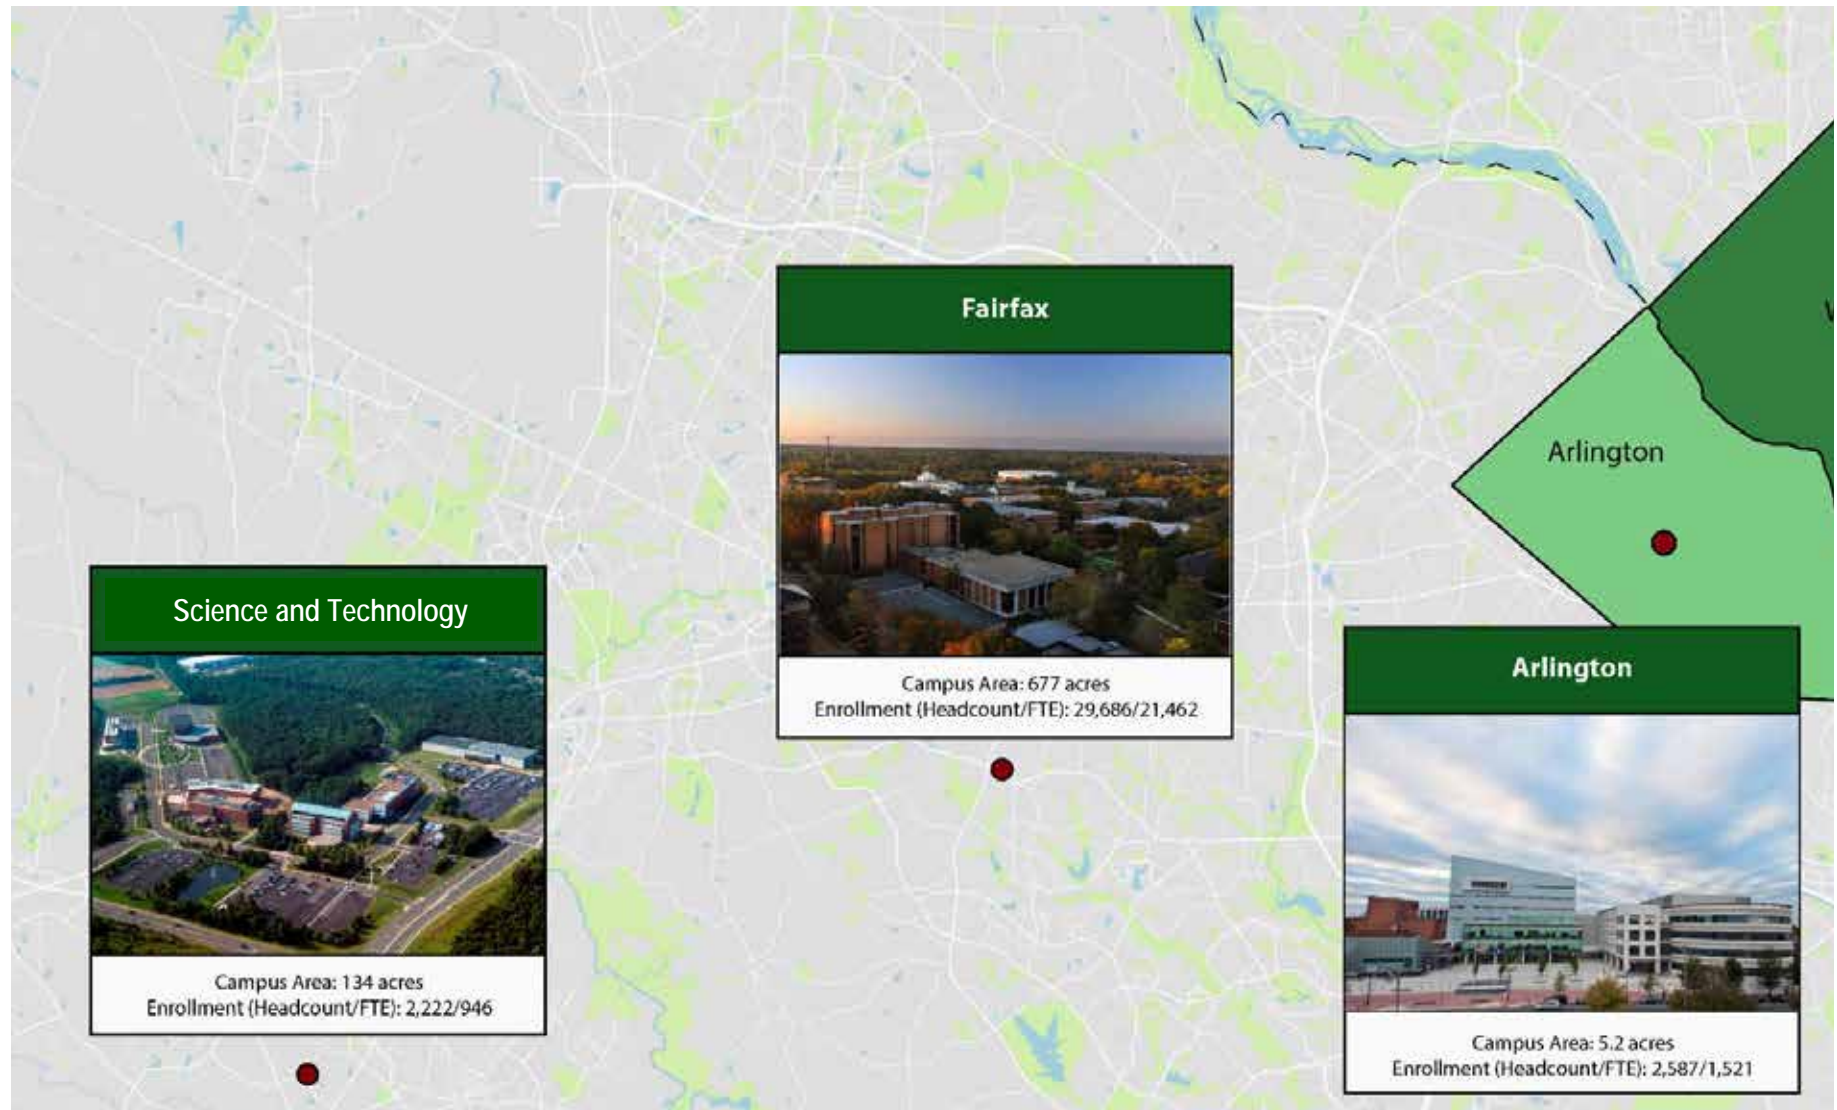 Fairfax
Campus Area: 677 acres
Enrollment (Headcount/FTE): 29,686/21,462
Arlington
Science and Technology
Campus Area: 134 acres
Enrollment (Headcount/FTE): 2,222/946
Arlington
Campus Area: 5.2 acres
Enrollment (Headcount/FTE): 2,587/1,521